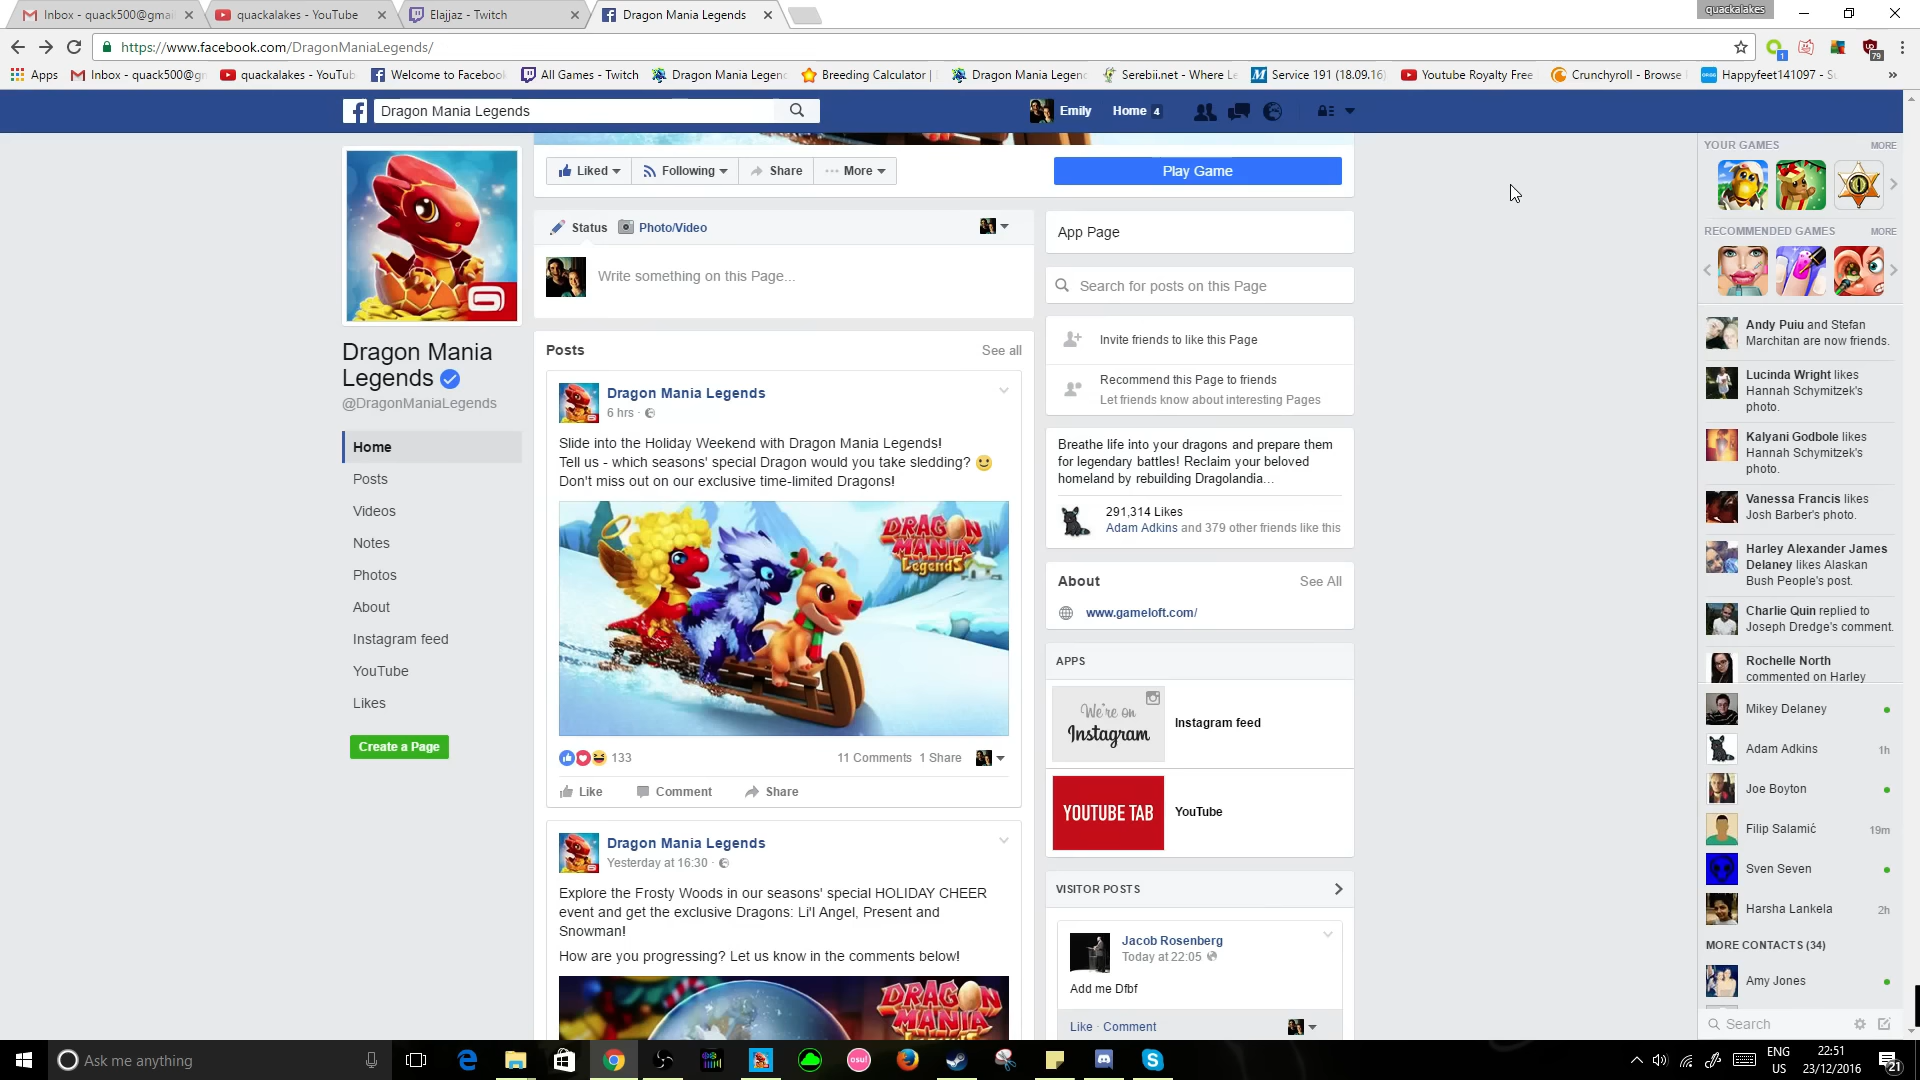 Inbox - quack500@gmai
quackalakes - YouTube
Elajjaz - Twitch
Dragon Mania Legends
quackalakes
https://www.facebook.com/DragonManiaLegends/
1
79
Apps
Inbox - quack500@gm
quackalakes - YouTub
Welcome to Facebook
All Games - Twitch
Dragon Mania Legend
Breeding Calculator |
Dragon Mania Legend
Serebii.net - Where Le
Service 191 (18.09.16)
Youtube Royalty Free
Crunchyroll - Browse
Happyfeet141097 - Su
Dragon Mania Legends
Emily
Home 4
Liked
Following
Share
More
Play Game
YOUR GAMES
MORE
RECOMMENDED GAMES
MORE
Status
Photo/Video
Write something on this Page...
App Page
Search for posts on this Page
Dragon Mania
Legends
@DragonManiaLegends
Home
Posts
Videos
Notes
Photos
About
Instagram feed
YouTube
Likes
Create a Page
Posts
See all
Dragon Mania Legends
6 hrs ·
Slide into the Holiday Weekend with Dragon Mania Legends!
Tell us - which seasons' special Dragon would you take sledding?
Don't miss out on our exclusive time-limited Dragons!
DRAGON
MANIA
LEGENDS
133
11 Comments 1 Share
Like
Comment
Share
Dragon Mania Legends
Yesterday at 16:30 ·
Explore the Frosty Woods in our seasons' special HOLIDAY CHEER
event and get the exclusive Dragons: Li'l Angel, Present and
Snowman!
How are you progressing? Let us know in the comments below!
DRAGON
MANIA
Invite friends to like this Page
Recommend this Page to friends
Let friends know about interesting Pages
Breathe life into your dragons and prepare them
for legendary battles! Reclaim your beloved
homeland by rebuilding Dragolandia...
291,314 Likes
Adam Adkins and 379 other friends like this
About
See All
www.gameloft.com/
APPS
We're on
Instagram
Instagram feed
YOUTUBE TAB
YouTube
VISITOR POSTS
Jacob Rosenberg
Today at 22:05 ·
Add me Dfbf
Like · Comment
Andy Puiu and Stefan
Marchitan are now friends.
Lucinda Wright likes
Hannah Schymitzek's
photo.
Kalyani Godbole likes
Hannah Schymitzek's
photo.
Vanessa Francis likes
Josh Barber's photo.
Harley Alexander James
Delaney likes Alaskan
Bush People's post.
Charlie Quin replied to
Joseph Dredge's comment.
Rochelle North
commented on Harley
Mikey Delaney
Adam Adkins
1h
Joe Boyton
Filip Salamić
19m
Sven Seven
Harsha Lankela
2h
MORE CONTACTS (34)
Amy Jones
Search
Ask me anything
osu!
ENG
US
22:51
23/12/2016
21